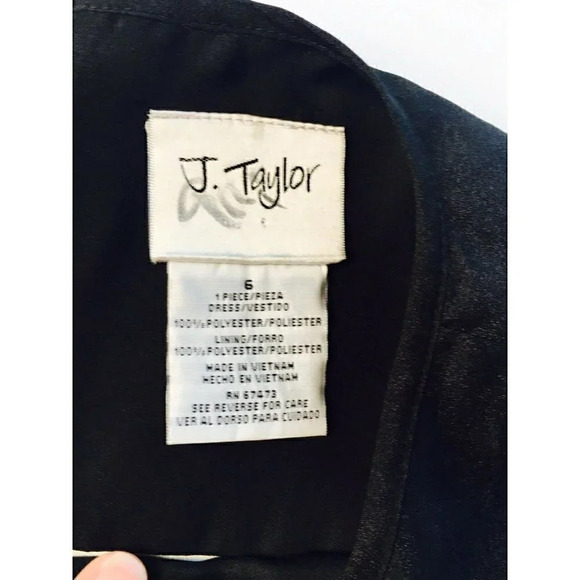 J. Taylor
6
1 PIECE/PIEZA
DRESS/VESTIDO
100%POLYESTER/POLIESTER
LINING/FORRO
100%POLYESTER/POLIESTER
MADE IN VIETNAM
HECHO EN VIETNAM
RN 67473
SEE REVERSE FOR CARE
VER AL DORSO PARA CUIDADO